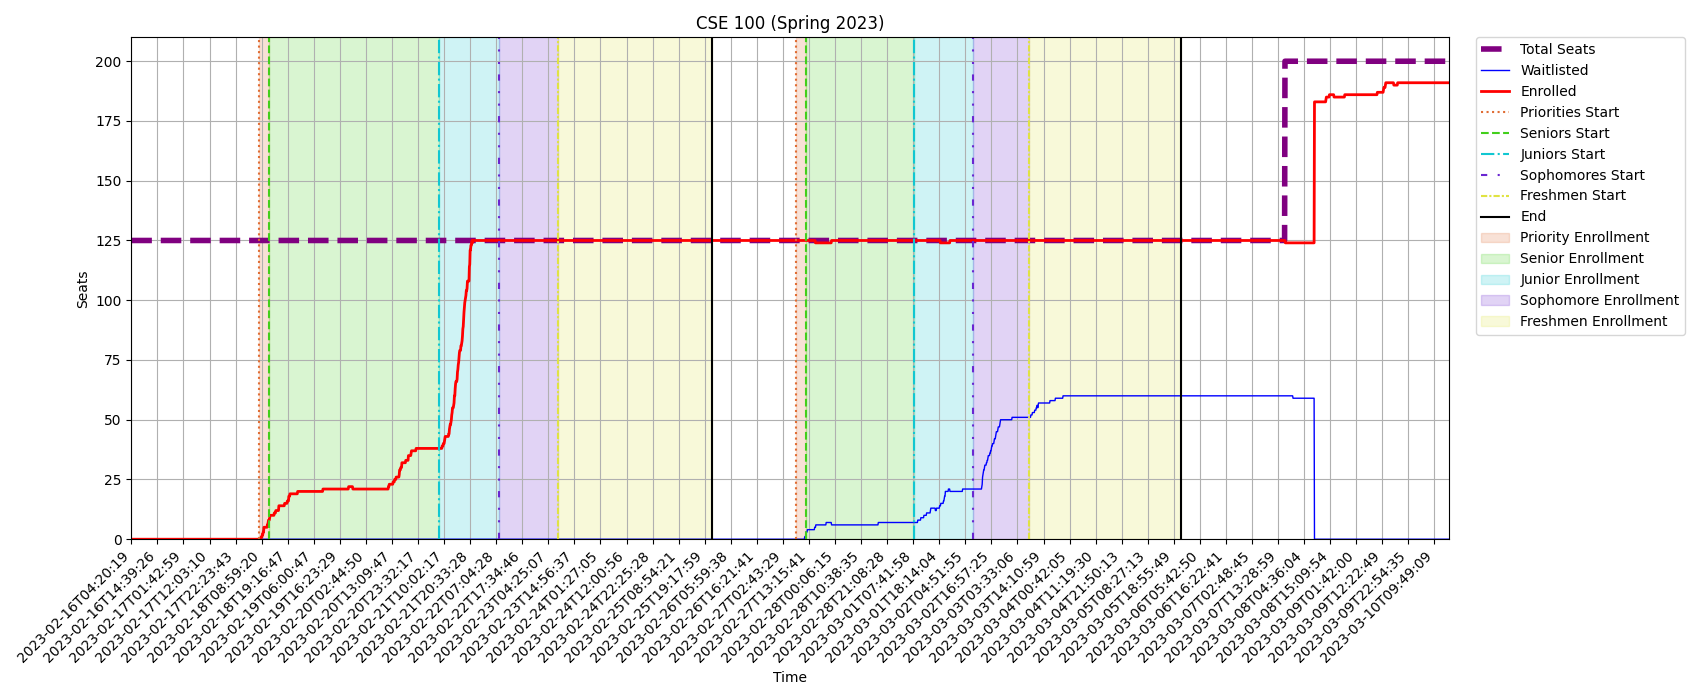 CSE 100 (Spring 2023)
Seats
200
175
150
125
100
75
50
25
0
2023-02-16T04:20:19
2023-02-16T14:39:26
2023-02-17T01:42:59
2023-02-17T12:03:10
2023-02-17T22:23:43
2023-02-18T08:59:20
2023-02-18T19:16:47
2023-02-19T06:00:47
2023-02-19T16:23:29
2023-02-20T02:44:50
2023-02-20T13:09:47
2023-02-20T23:32:17
2023-02-21T10:02:17
2023-02-21T20:33:28
2023-02-22T07:04:28
2023-02-22T17:34:46
2023-02-23T04:25:07
2023-02-23T14:56:37
2023-02-24T01:27:05
2023-02-24T12:00:56
2023-02-24T22:25:28
2023-02-25T08:54:21
2023-02-25T19:17:59
2023-02-26T05:59:38
2023-02-26T16:21:41
2023-02-27T02:43:29
2023-02-27T13:15:41
2023-02-28T00:06:15
2023-02-28T10:38:35
2023-02-28T21:08:28
2023-03-01T07:41:58
2023-03-01T18:14:04
2023-03-02T04:51:55
2023-03-02T16:57:25
2023-03-03T03:33:06
2023-03-03T14:10:59
2023-03-04T00:42:05
2023-03-04T11:19:30
2023-03-04T21:50:13
2023-03-05T08:27:13
2023-03-05T18:55:49
2023-03-06T05:42:50
2023-03-06T16:22:41
2023-03-07T02:48:45
2023-03-07T13:28:59
2023-03-08T04:36:04
2023-03-08T15:09:54
2023-03-09T01:42:00
2023-03-09T12:22:49
2023-03-09T22:54:35
2023-03-10T09:49:09
Time
Total Seats
Waitlisted
Enrolled
Priorities Start
Seniors Start
Juniors Start
Sophomores Start
Freshmen Start
End
Priority Enrollment
Senior Enrollment
Junior Enrollment
Sophomore Enrollment
Freshmen Enrollment